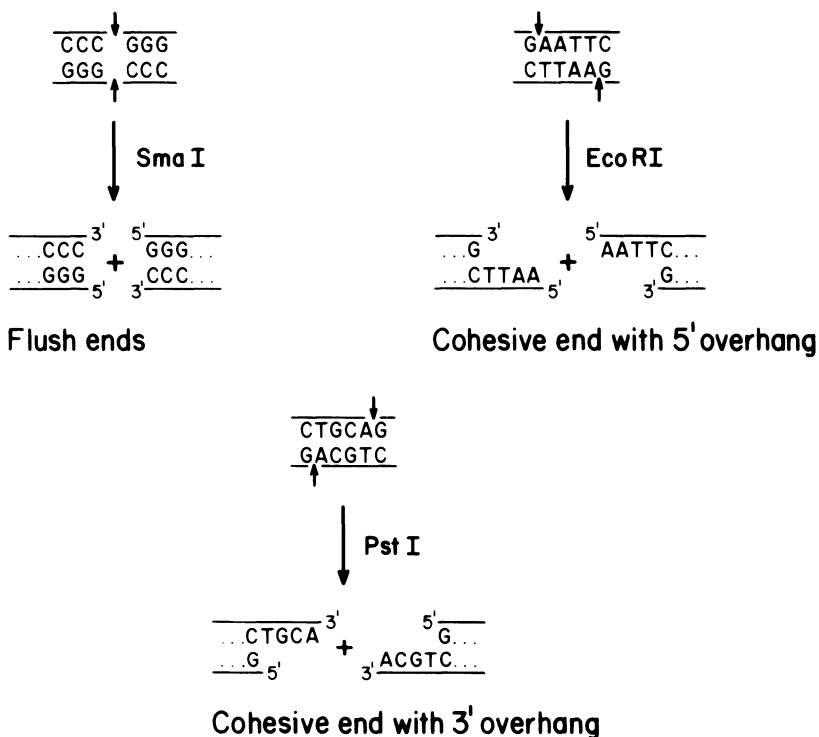 CCC GGG
GGG CCC
Sma I
...CCC 3' + 5' GGG...
...GGG 5' 3' CCC...
Flush ends
GAATTC
CTTAAG
Eco RI
...G 3' + 5' AATTC...
...CTTAA 5' 3' G...
Cohesive end with 5' overhang
CTGCAG
GACGTC
Pst I
...CTGCA 3' + 5' G...
...G 5' 3' ACGTC...
Cohesive end with 3' overhang